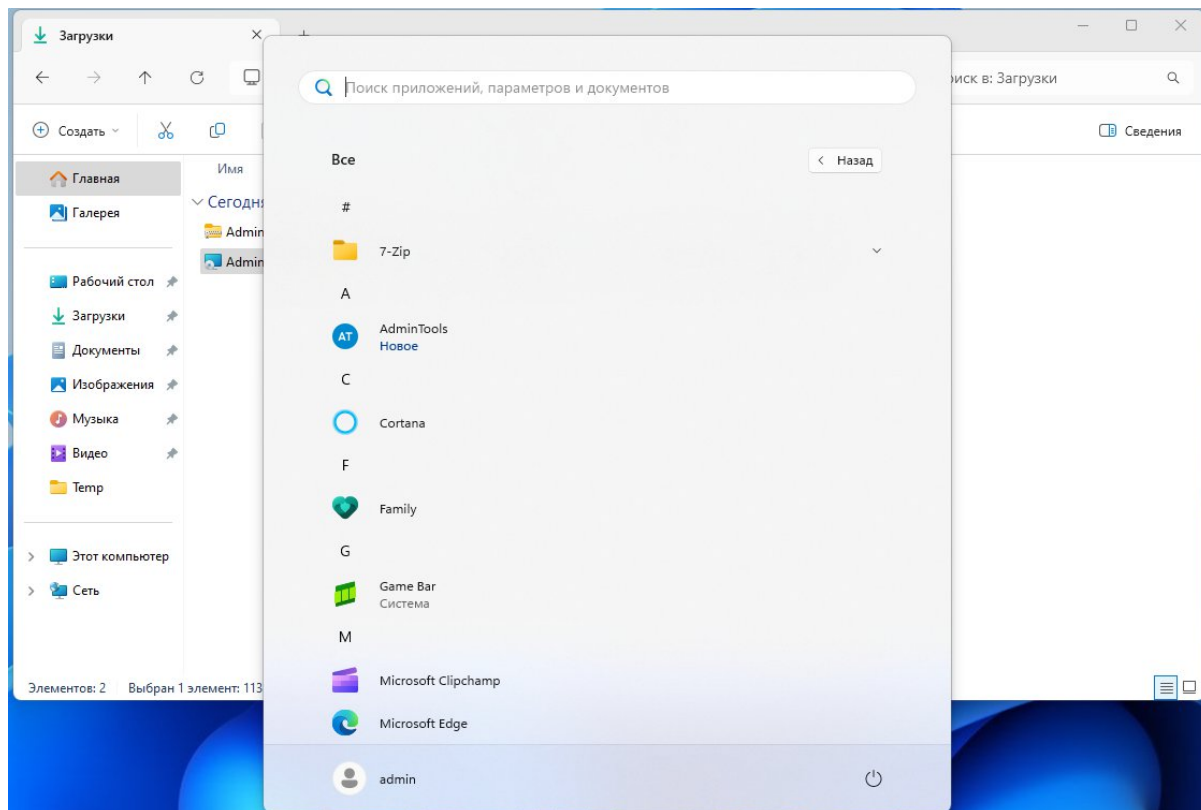 Загрузки
Поиск приложений, параметров и документов
риск в: Загрузки
Создать
Сведения
Главная
Имя
Все
Назад
Галерея
Сегодня
#
Admin
7-Zip
Admin
Рабочий стол
A
Загрузки
AdminTools
AT
Новое
Документы
C
Изображения
Музыка
Cortana
Видео
F
Temp
Family
G
Этот компьютер
Game Bar
Сеть
Система
M
Элементов: 2
Выбран 1 элемент: 113
Microsoft Clipchamp
Microsoft Edge
admin